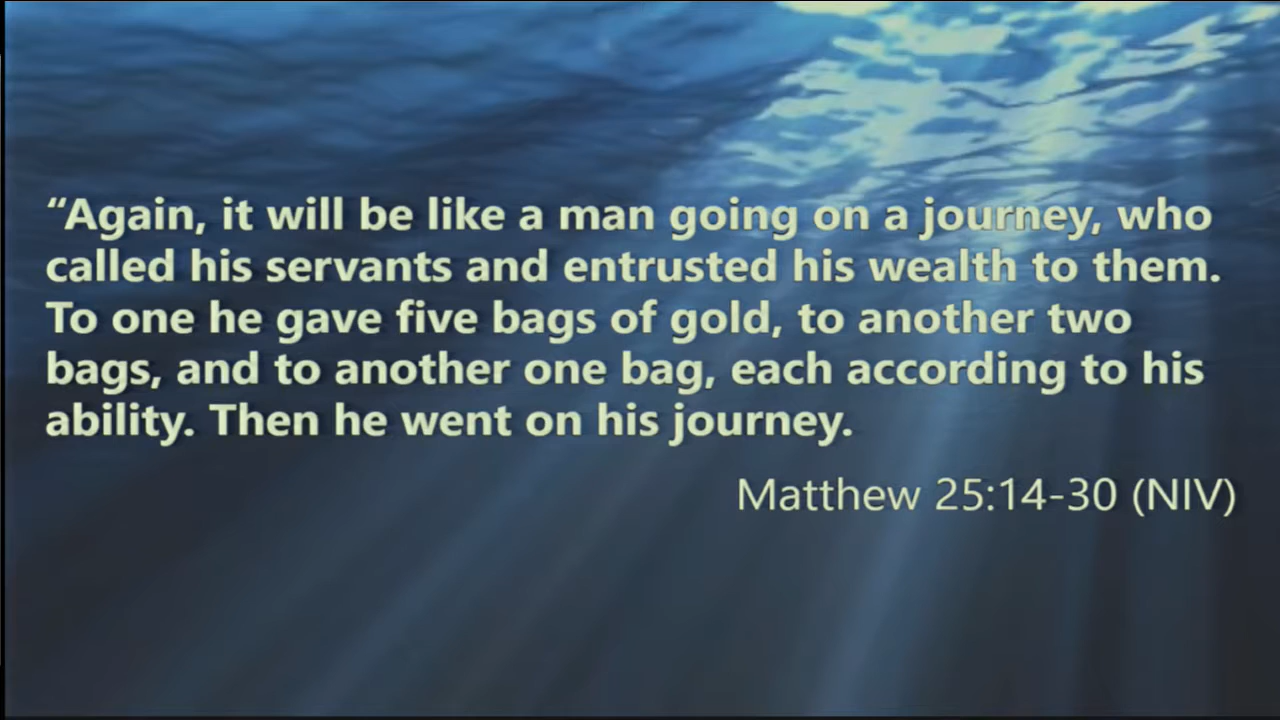 “Again, it will be like a man going on a journey, who
called his servants and entrusted his wealth to them.
To one he gave five bags of gold, to another two
bags, and to another one bag, each according to his
ability. Then he went on his journey.
Matthew 25:14-30 (NIV)